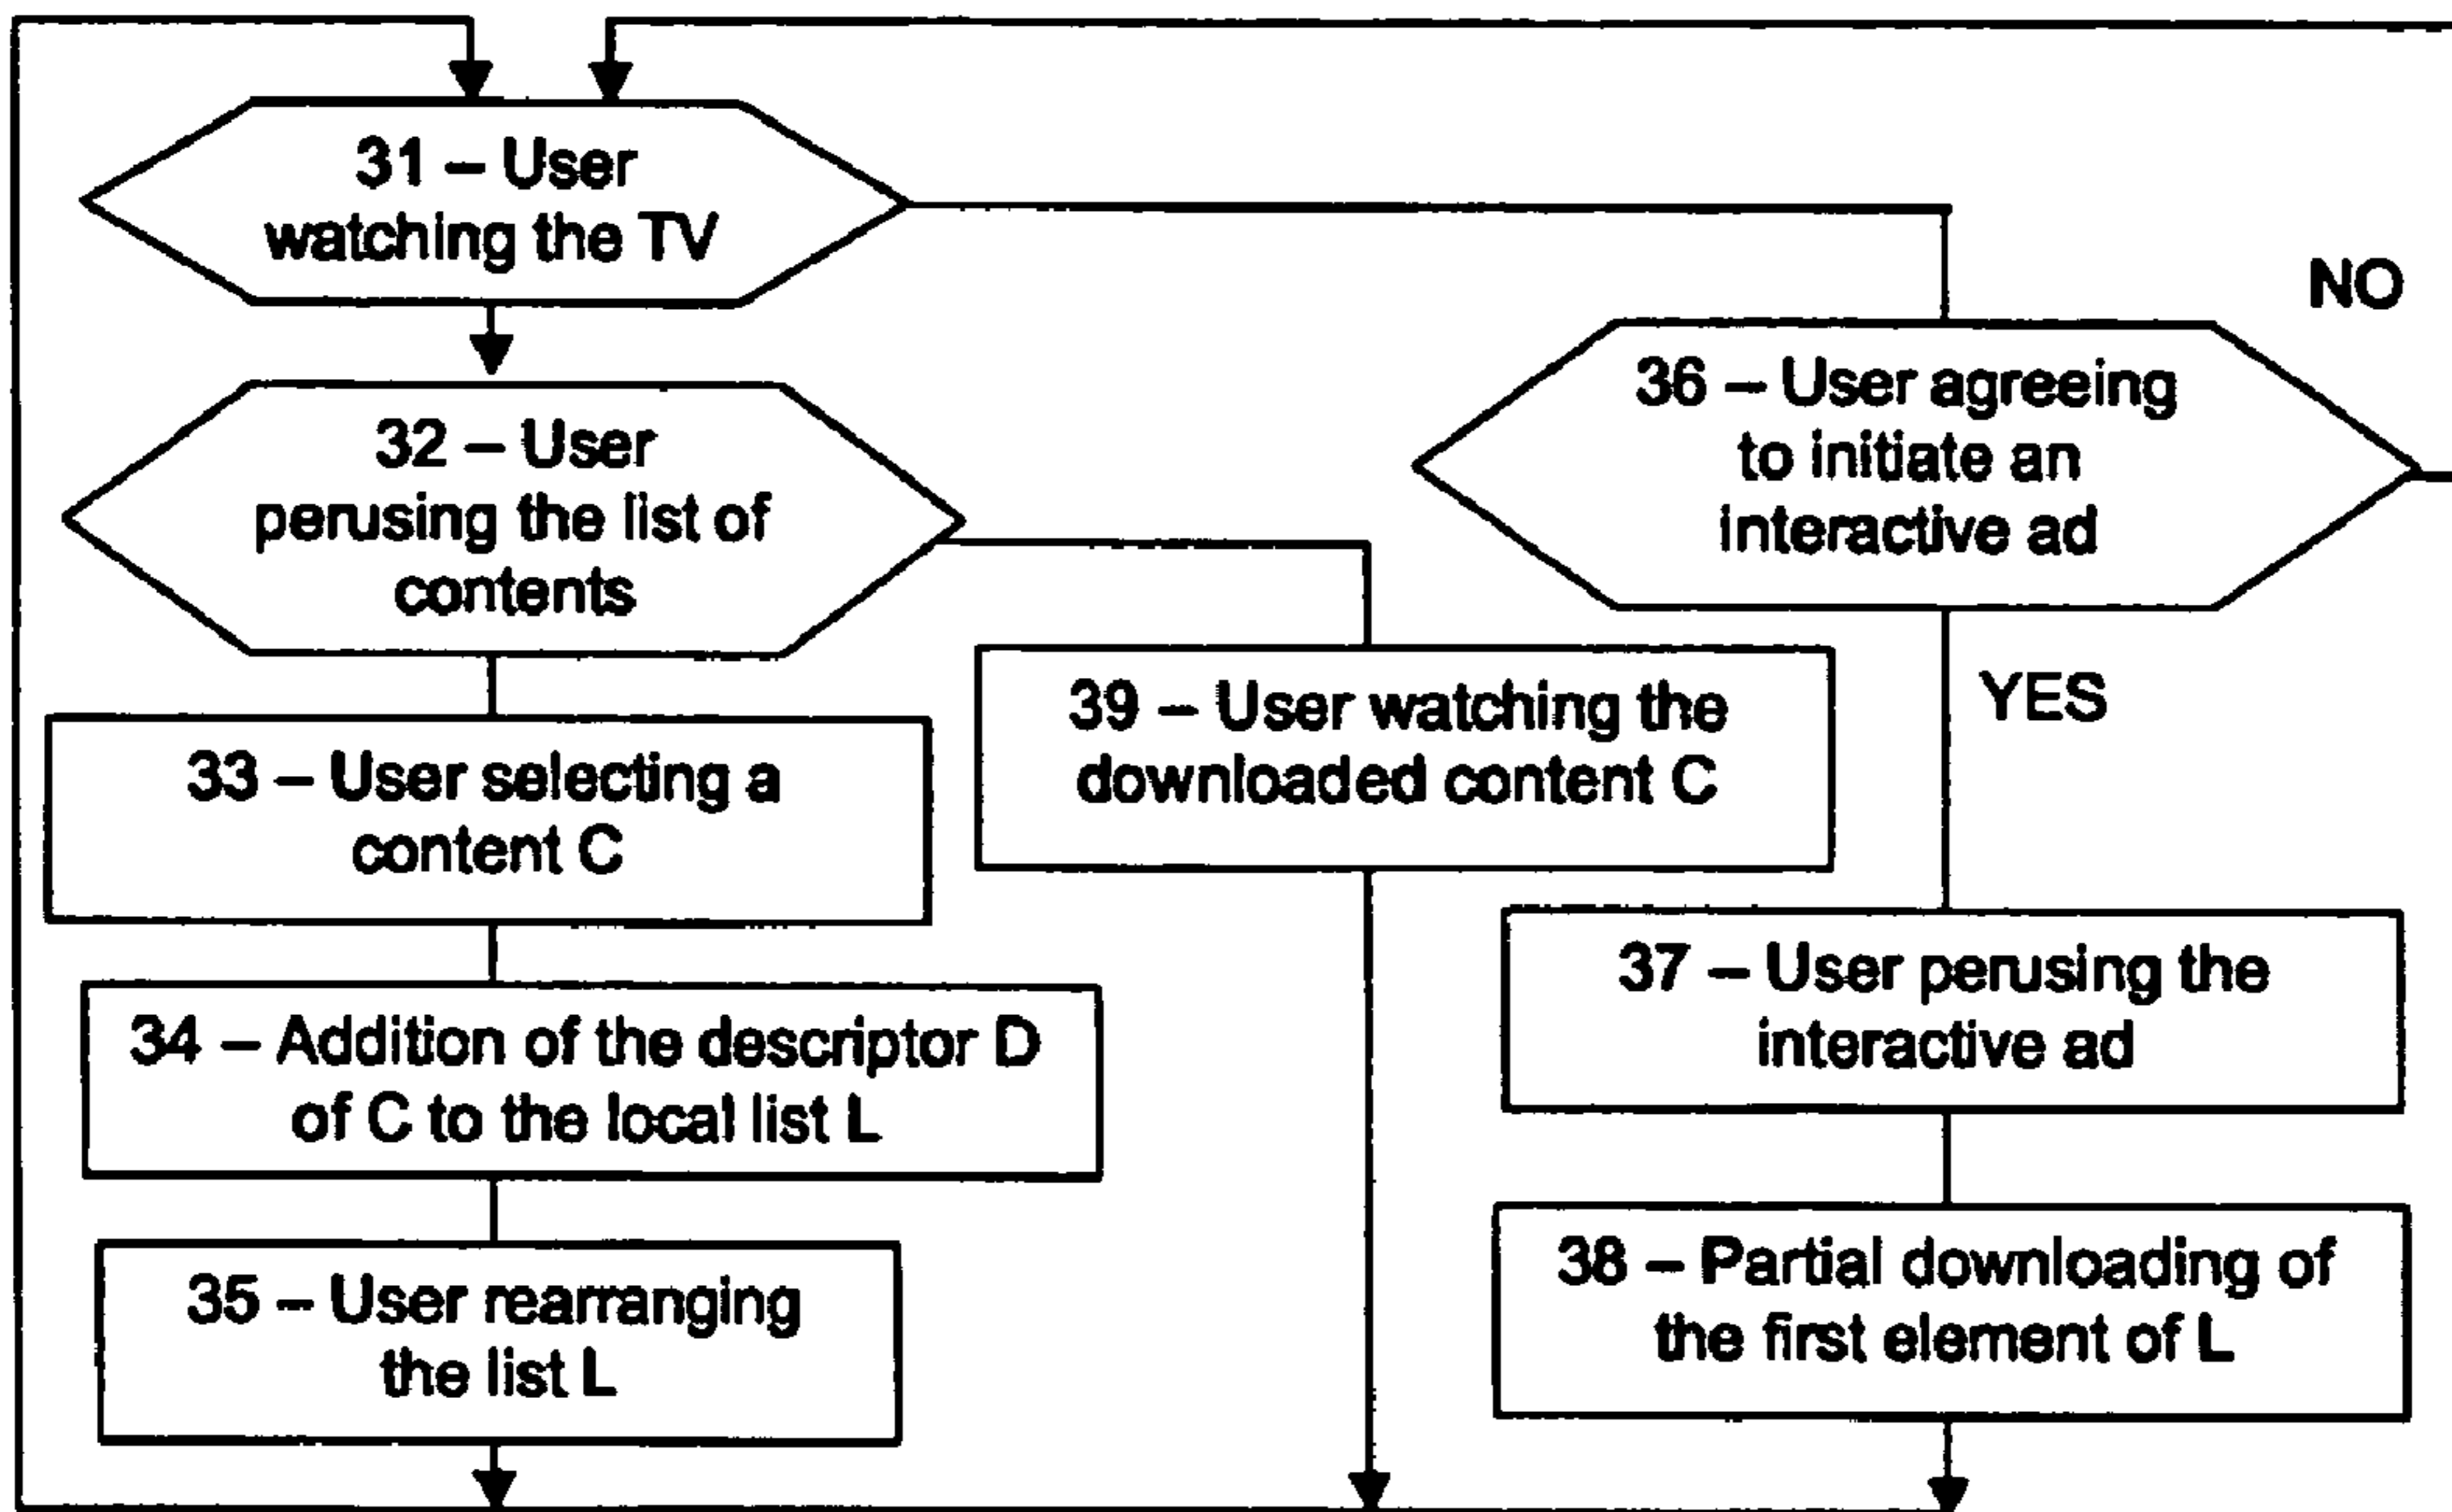 31 – User
watching the TV
NO
36 – User agreeing
to initiate an
interactive ad
32 – User
perusing the list of
contents
YES
39 – User watching the
downloaded content C
33 – User selecting a
content C
37 – User perusing the
interactive ad
34 – Addition of the descriptor D
of C to the local list L
38 – Partial downloading of
the first element of L
35 – User rearranging
the list L